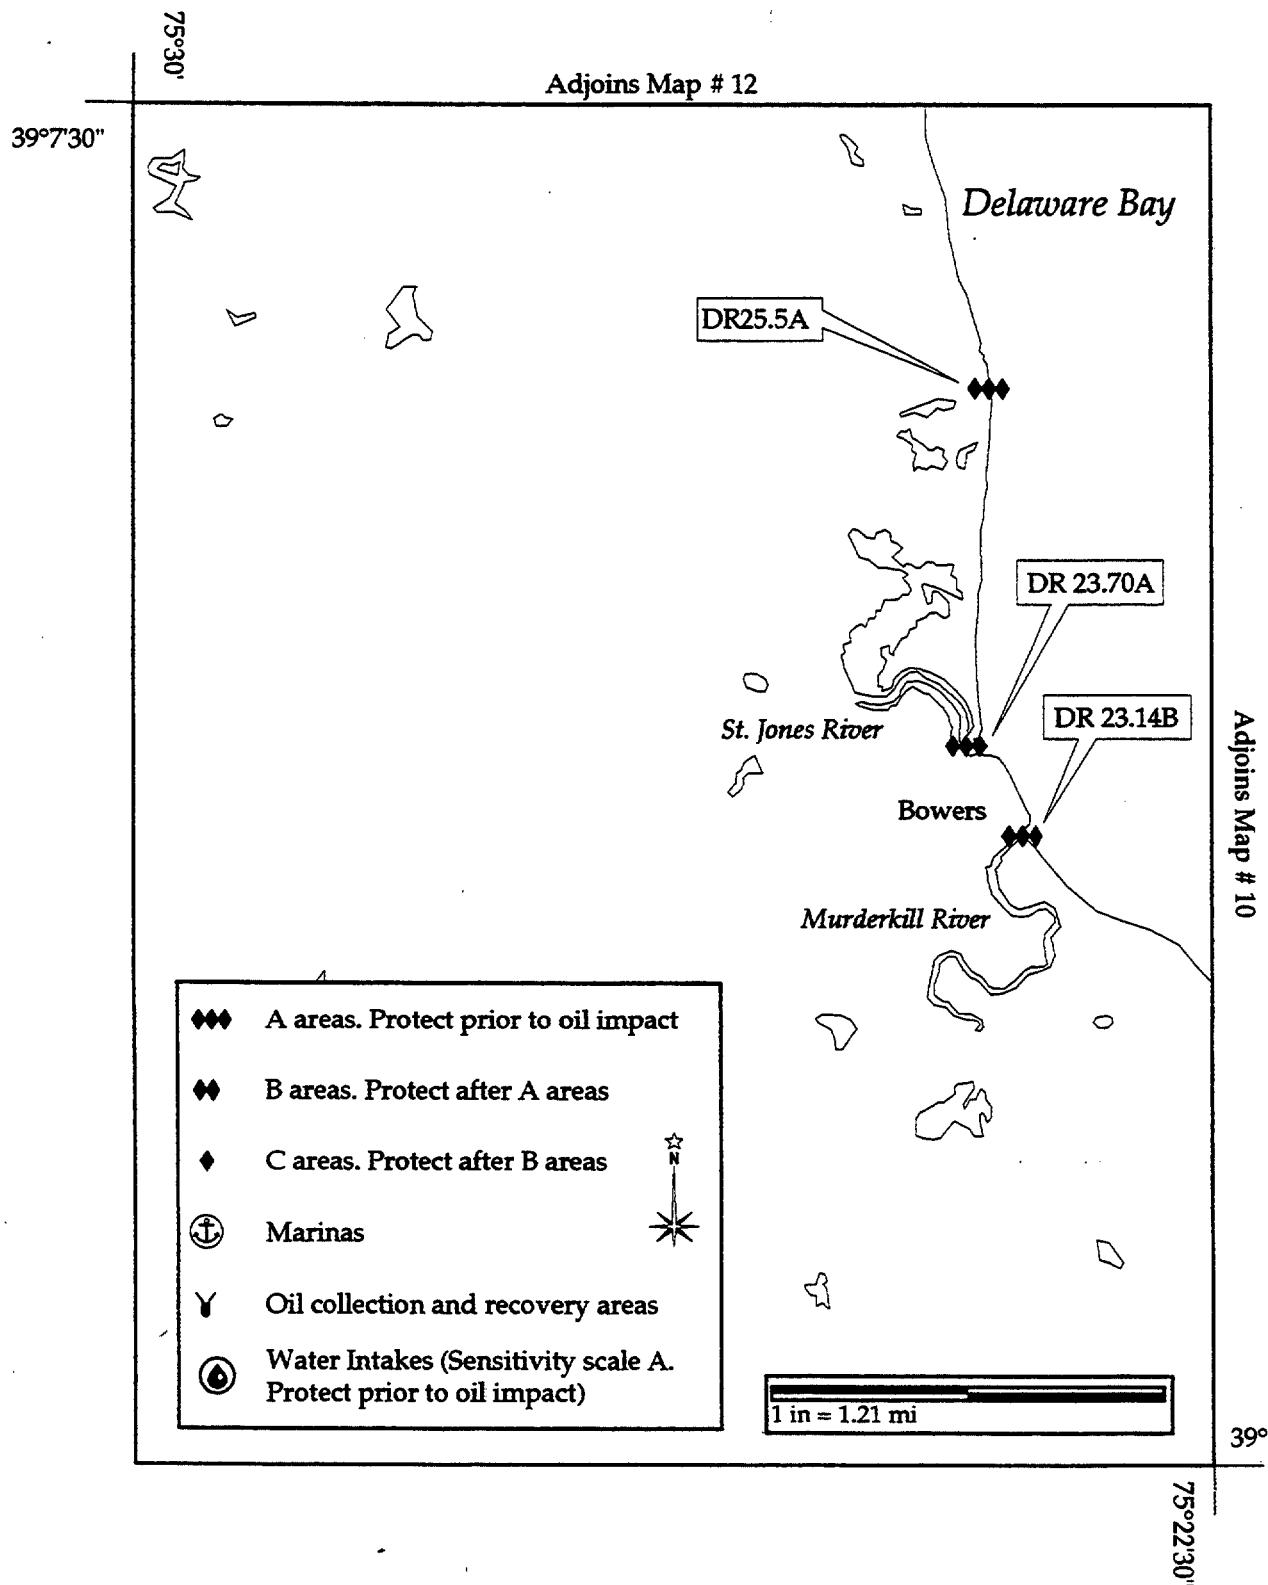 75°30'
Adjoins Map # 12
39°7'30"
Delaware Bay
DR25.5A
DR 23.70A
St. Jones River
DR 23.14B
Bowers
Adjoins Map # 10
Murderkill River
A areas. Protect prior to oil impact
B areas. Protect after A areas
N
C areas. Protect after B areas
Marinas
Oil collection and recovery areas
Water Intakes (Sensitivity scale A.
Protect prior to oil impact)
1 in = 1.21 mi
39°
75°22'30"